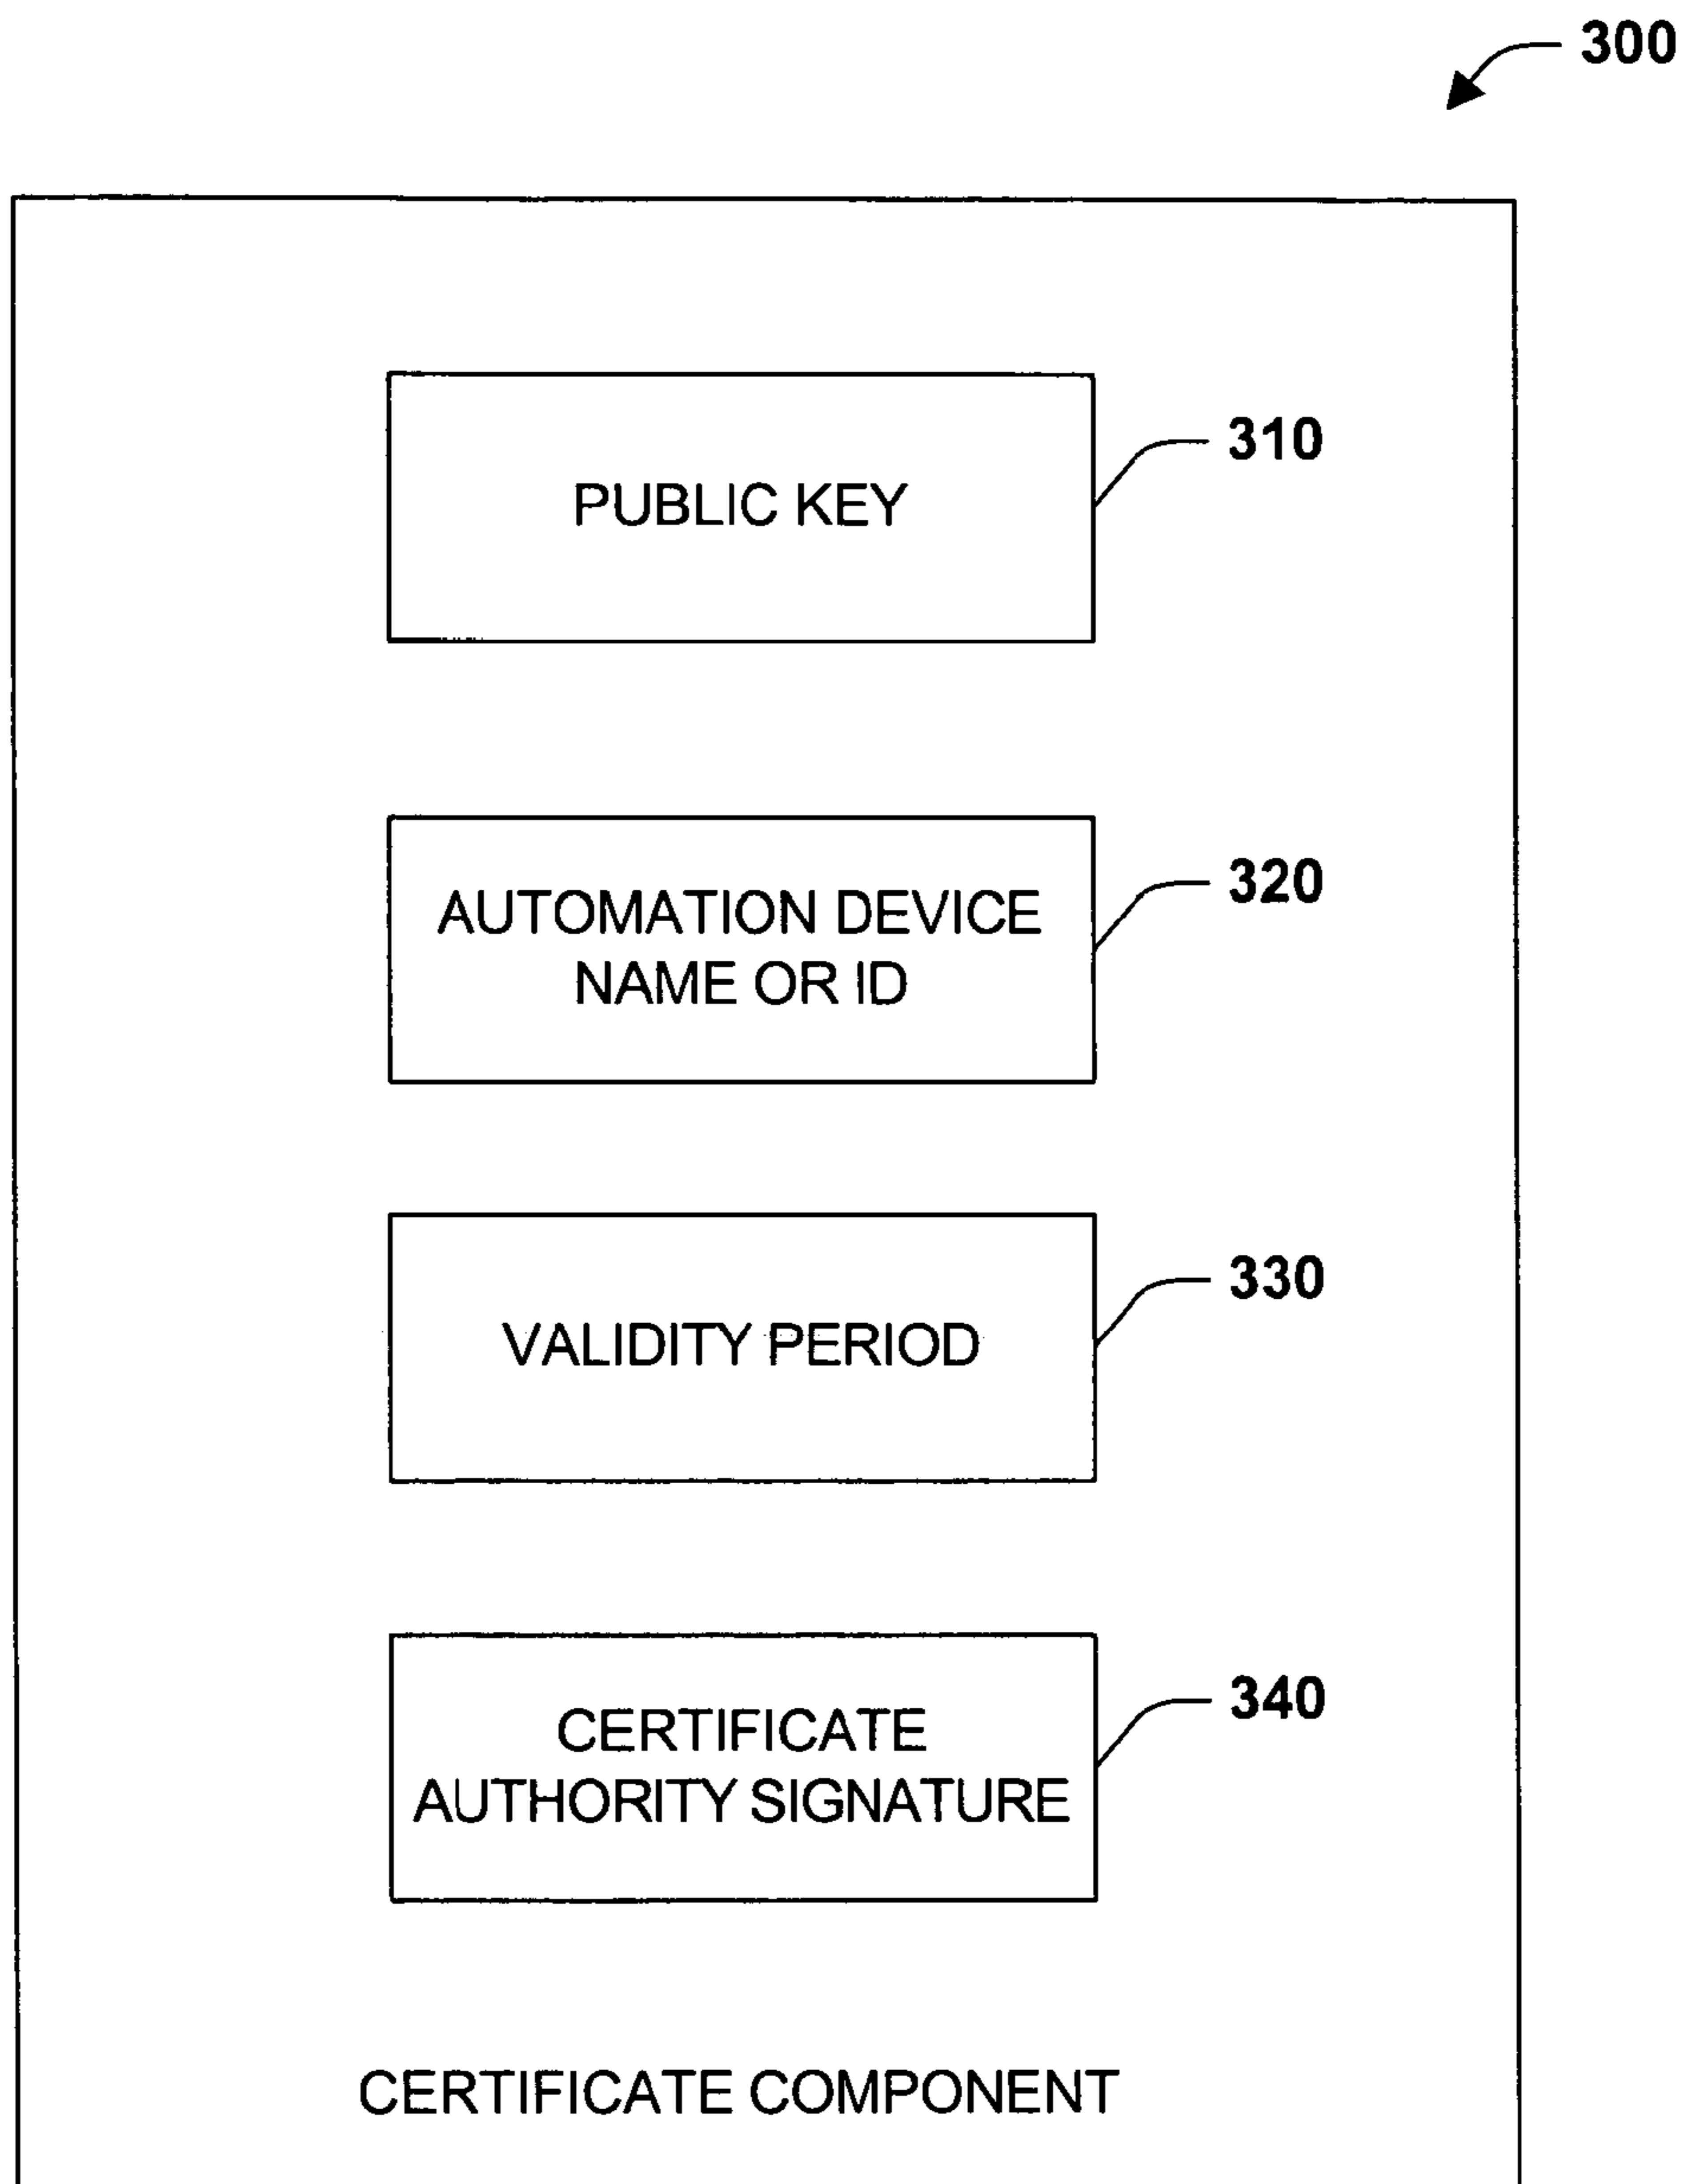 300
PUBLIC KEY
310
AUTOMATION DEVICE
NAME OR ID
320
VALIDITY PERIOD
330
CERTIFICATE
AUTHORITY SIGNATURE
340
CERTIFICATE COMPONENT